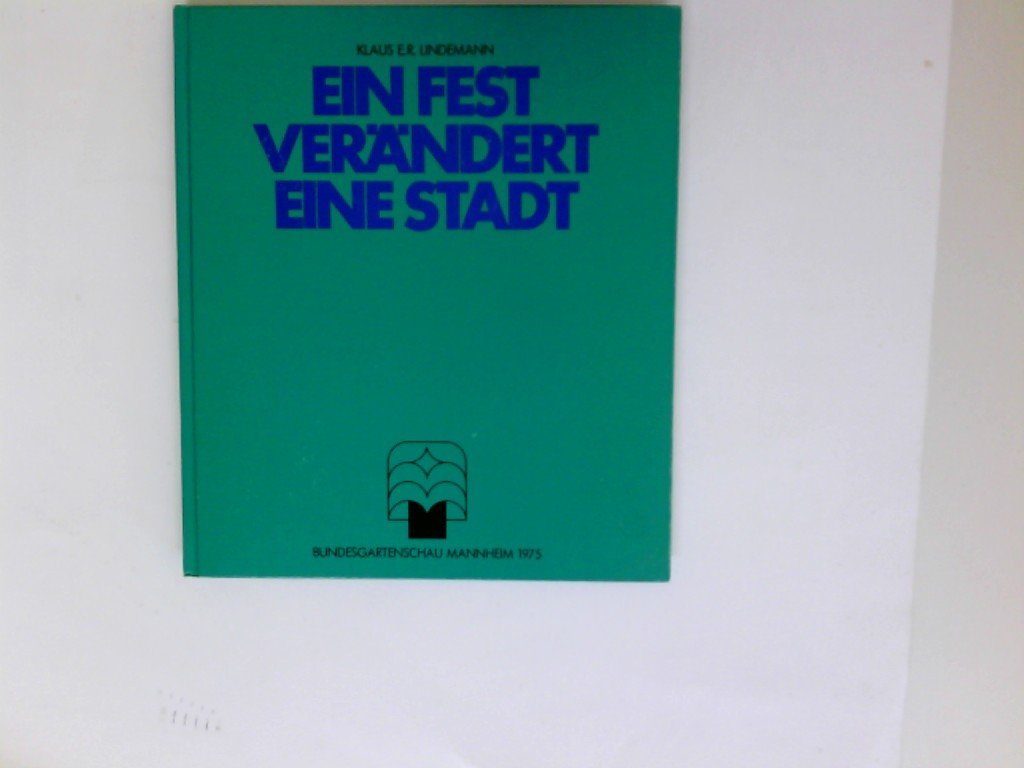 KLAUS E.R. LINDEMANN
EIN FEST
VERÄNDERT
EINE STADT
BUNDESGARTENSCHAU MANNHEIM 1975